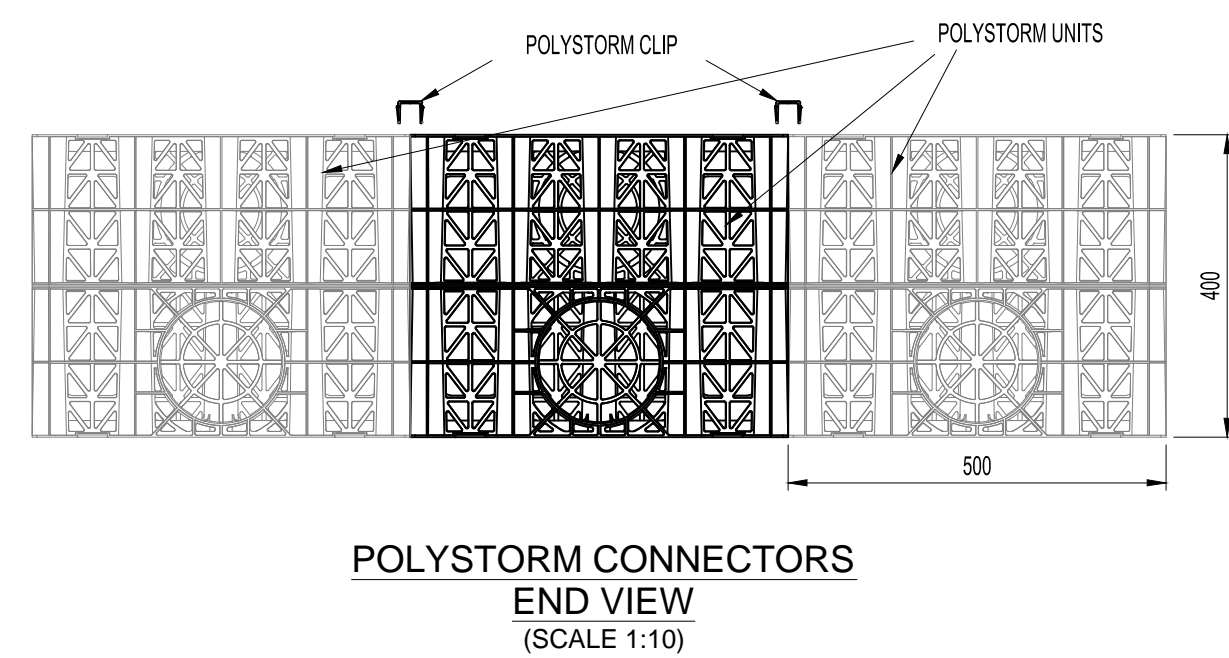 POLYSTORM CLIP
POLYSTORM UNITS
400
500
POLYSTORM CONNECTORS
END VIEW
(SCALE 1:10)